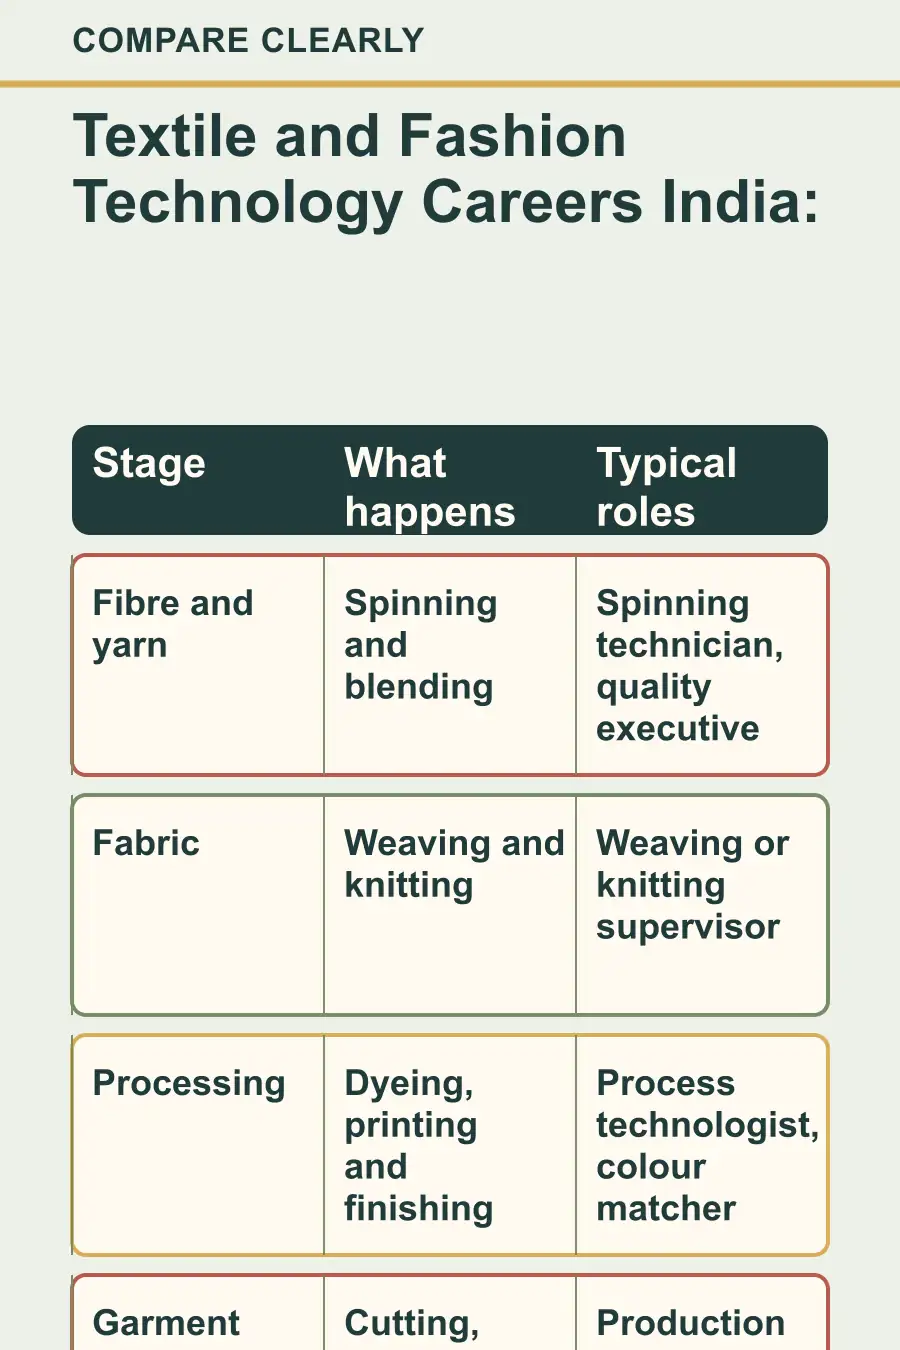 COMPARE CLEARLY
Textile and Fashion
Technology Careers India:
Stage
What
happens
Typical
roles
Fibre and
yarn
Spinning
and
blending
Spinning
technician,
quality
executive
Fabric
Weaving and
knitting
Weaving or
knitting
supervisor
Processing
Dyeing,
printing
and
finishing
Process
technologist,
colour
matcher
Garment
Cutting,
Production